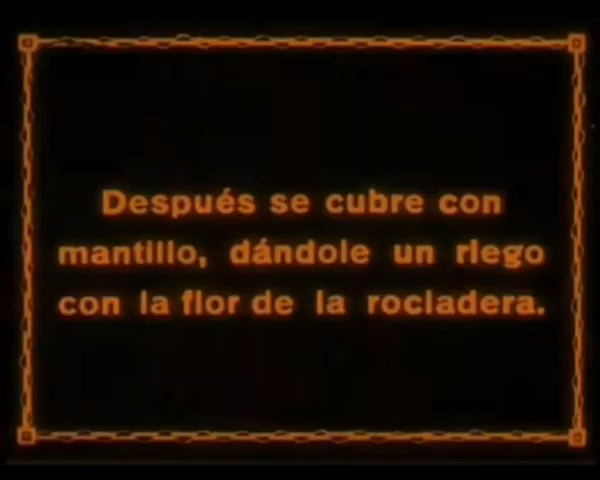 Después se cubre con
mantillo, dándole un riego
con la flor de la rociadera.